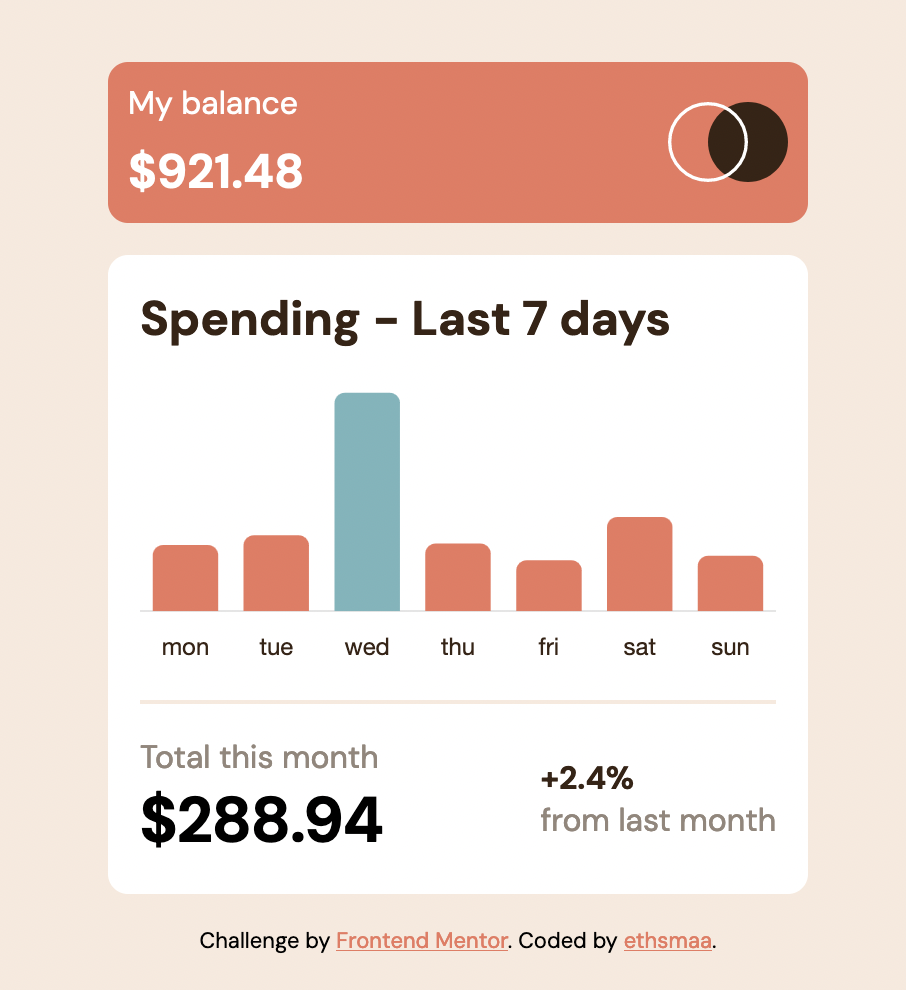 My balance
$921.48
Spending - Last 7 days
mon tue wed thu fri sat sun
Total this month
$288.94
+2.4%
from last month
Challenge by Frontend Mentor. Coded by ethsmaa.